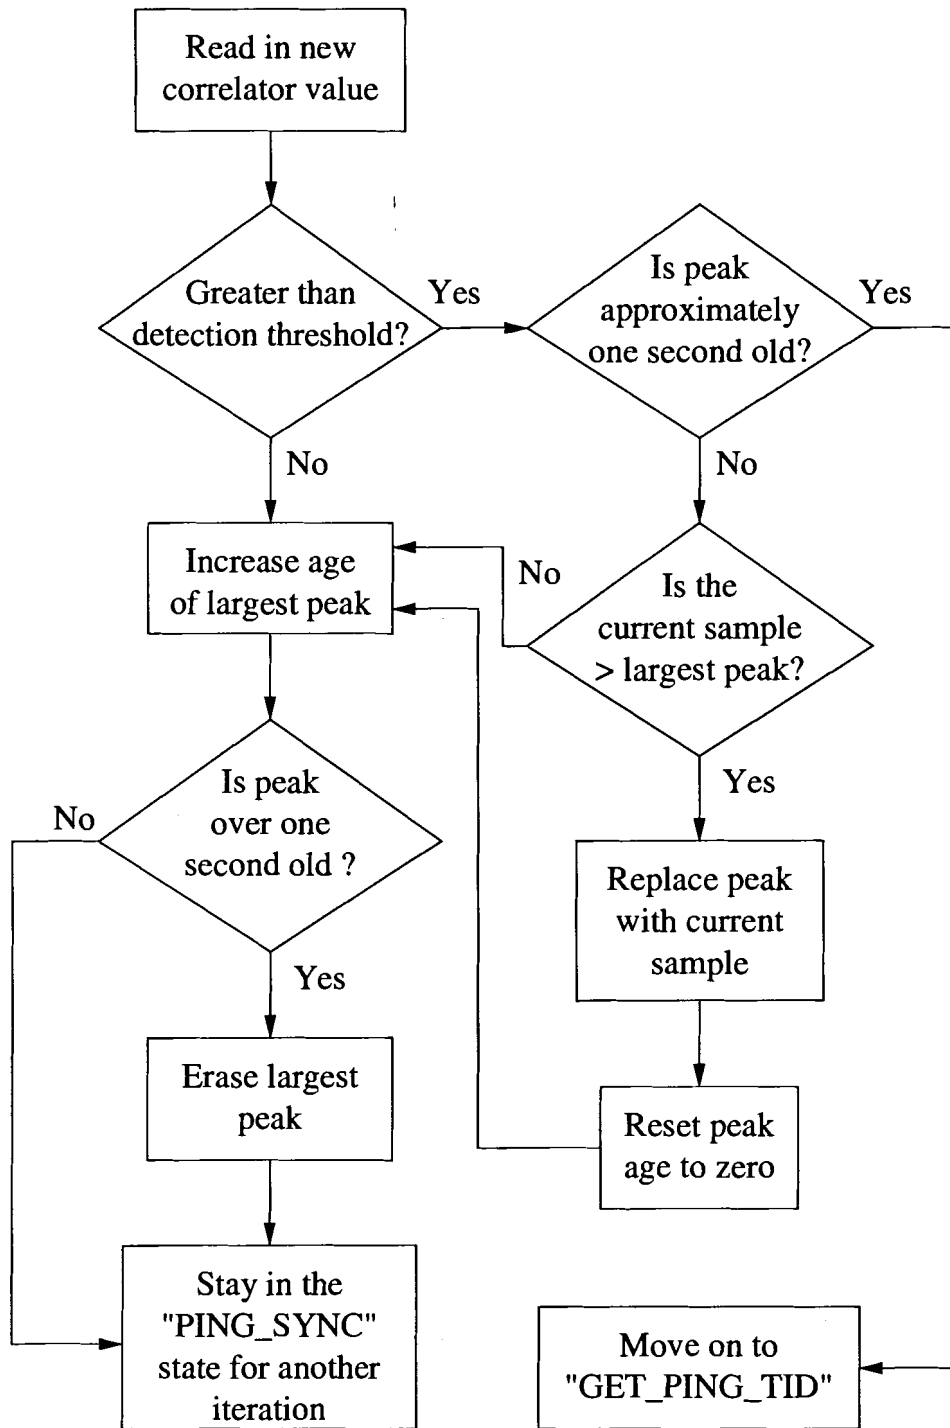 Read in new
correlator value
Greater than
detection threshold?
Yes
Is peak
approximately
one second old?
Yes
No
No
Increase age
of largest peak
No
Is the
current sample
> largest peak?
Yes
Is peak
over one
second old ?
No
Yes
Replace peak
with current
sample
Erase largest
peak
Reset peak
age to zero
Stay in the
"PING_SYNC"
state for another
iteration
Move on to
"GET_PING_TID"